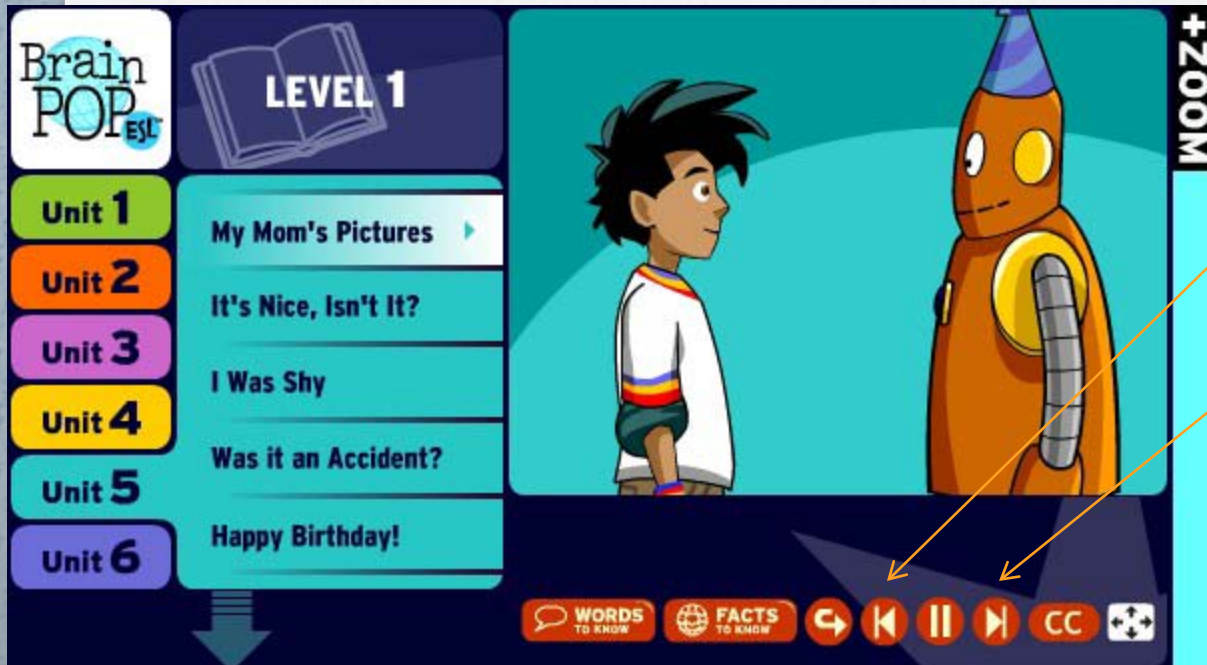 Brain
POP ESL™
LEVEL 1
Unit 1
Unit 2
Unit 3
Unit 4
Unit 5
Unit 6
My Mom's Pictures
It's Nice, Isn't It?
I Was Shy
Was it an Accident?
Happy Birthday!
WORDS
TO KNOW
FACTS
TO KNOW
CC
+ZOOM